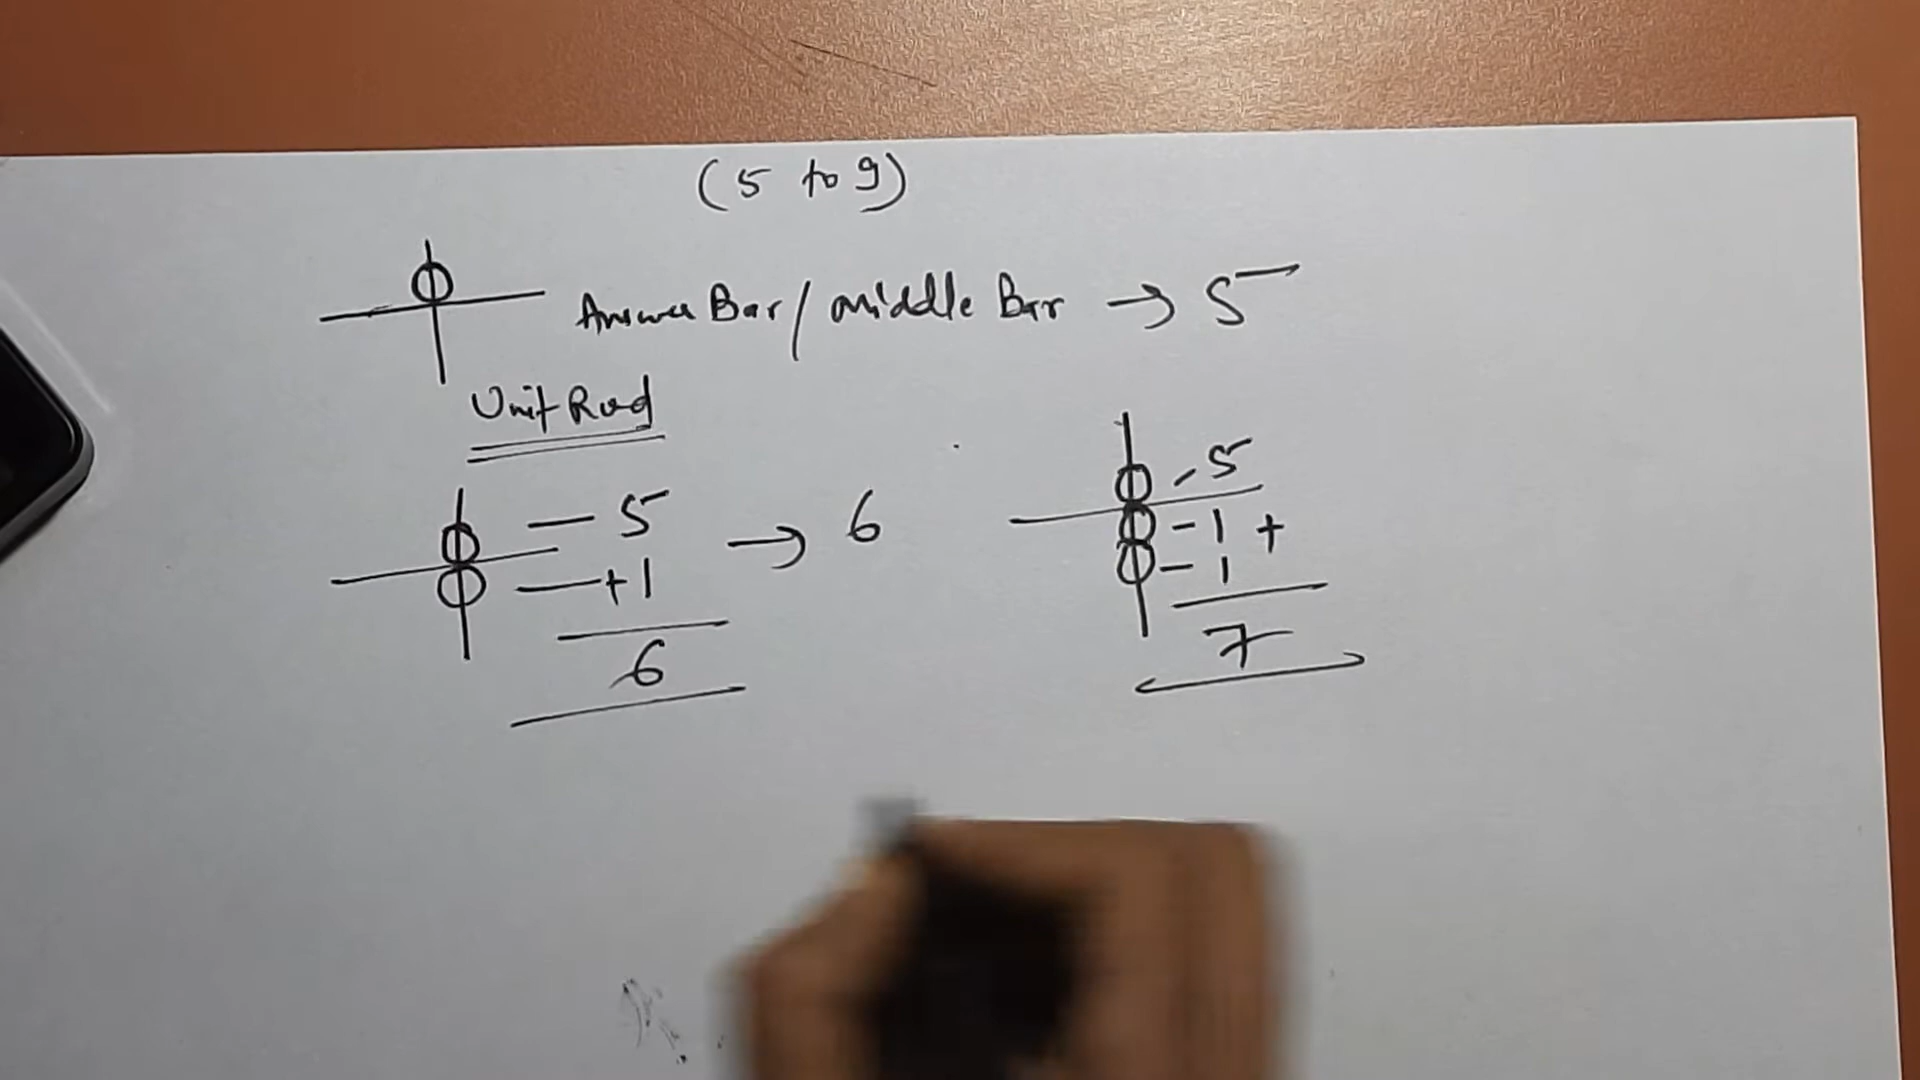 (5 to 9)
Answer Bar / middle Bar → 5
Unit Rod
— 5
— +1
6
→ 6
- 5
- 1 +
- 1
7